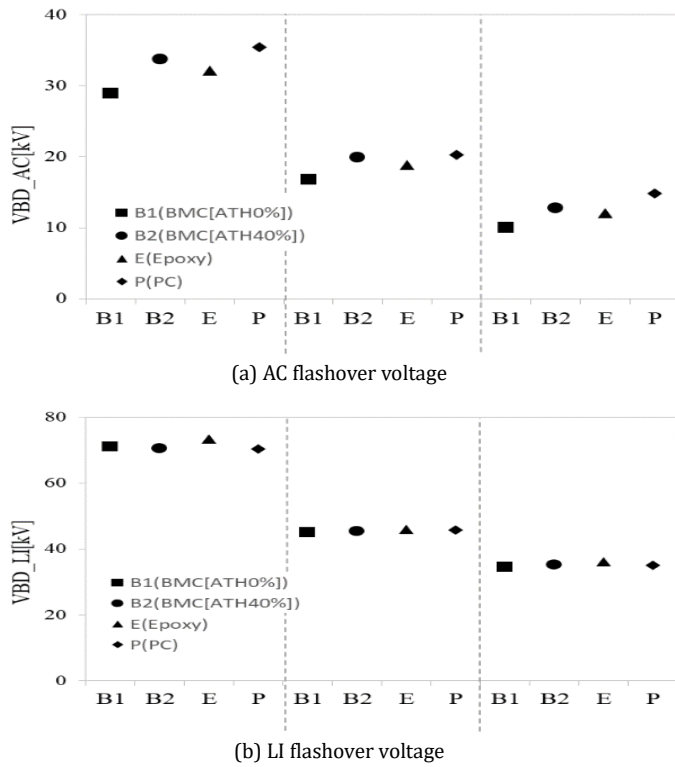 40
30
20
10
0
VBD_AC[kV]
B1(BMC[ATH0%])
B2(BMC[ATH40%])
E(Epoxy)
P(PC)
B1 B2 E P B1 B2 E P B1 B2 E P
(a) AC flashover voltage
80
60
40
20
0
VBD_LI[kV]
B1(BMC[ATH0%])
B2(BMC[ATH40%])
E(Epoxy)
P(PC)
B1 B2 E P B1 B2 E P B1 B2 E P
(b) LI flashover voltage